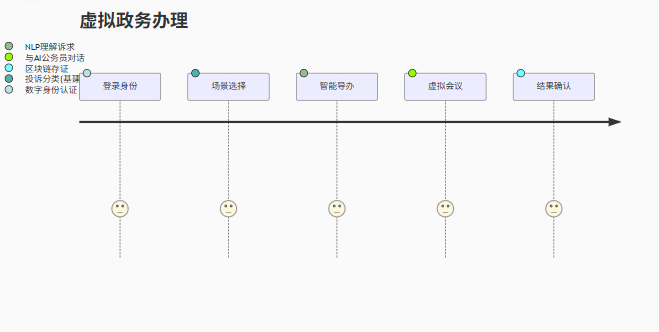 虚拟政务办理
NLP理解诉求
与AI公务员对话
区块链存证
投诉分类(基建
数字身份认证
登录身份
场景选择
智能导办
虚拟会议
结果确认